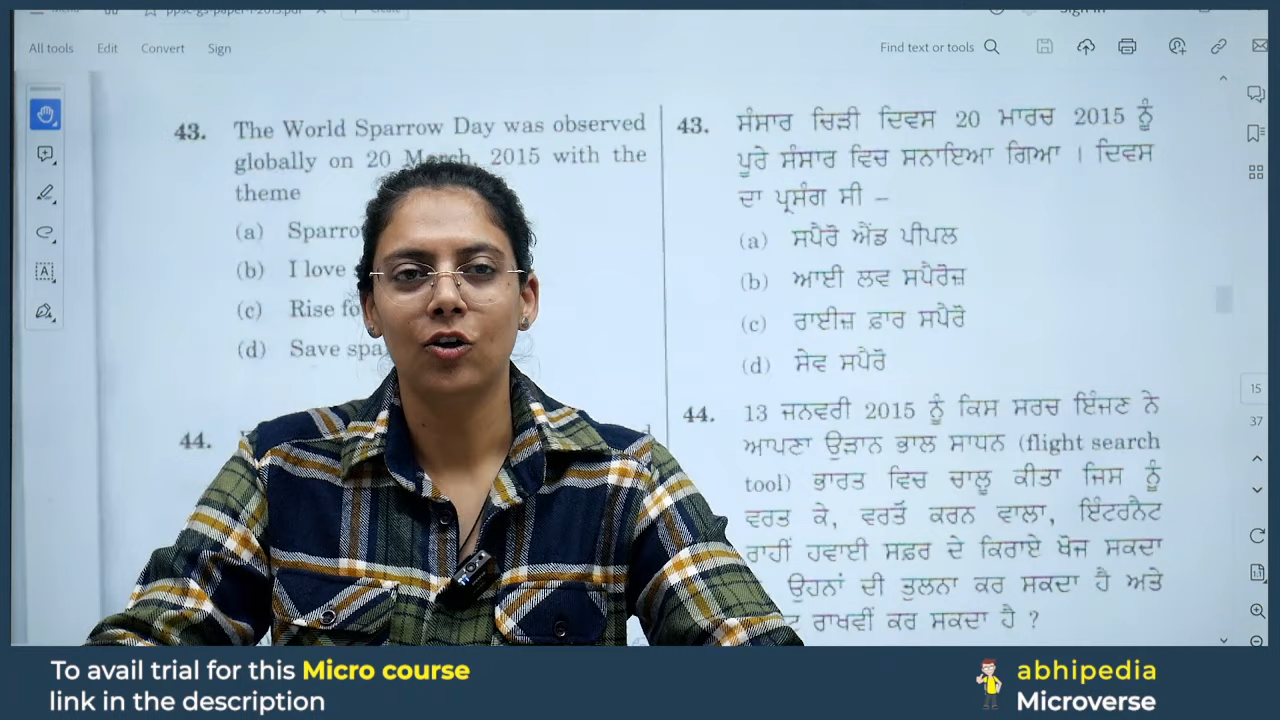 Sign in
All tools Edit Convert Sign
Find text or tools
43. The World Sparrow Day was observed
globally on 20 March, 2015 with the
theme
(a)
(b) I love
(c) Rise
(d) Save
44.
43. ਸੰਸਾਰ ਚਿੜੀ ਦਿਵਸ 20 ਮਾਰਚ 2015 ਨੂੰ
ਪੂਰੇ ਸੰਸਾਰ ਵਿਚ ਸਨਾਇਆ ਗਿਆ । ਦਿਵਸ
ਦਾ ਪ੍ਰਸੰਗ ਸੀ –
(a) ਸਪੈਰੋ ਐਂਡ ਪੀਪਲ
(b) ਆਈ ਲਵ ਸਪੈਰੋਜ਼
(c) ਰਾਈਜ਼ ਫ਼ਾਰ ਸਪੈਰੋ
(d) ਸੇਵ ਸਪੈਰੋ
44. 13 ਜਨਵਰੀ 2015 ਨੂੰ ਕਿਸ ਸਰਚ ਇੰਜਣ ਨੇ
ਆਪਣਾ ਉਡਾਨ ਭਾਲ ਸਾਧਨ (flight search
tool) ਭਾਰਤ ਵਿਚ ਚਾਲੂ ਕੀਤਾ ਜਿਸ ਨੂੰ
ਵਰਤ ਕੇ, ਵਰਤੋਂ ਕਰਨ ਵਾਲਾ, ਇੰਟਰਨੈਟ
ਰਾਹੀਂ ਹਵਾਈ ਸਫ਼ਰ ਦੇ ਕਿਰਾਏ ਖੋਜ ਸਕਦਾ
ਉਹਨਾਂ ਦੀ ਤੁਲਨਾ ਕਰ ਸਕਦਾ ਹੈ ਅਤੇ
ਰਾਖਵੀਂ ਕਰ ਸਕਦਾ ਹੈ ?
15
37
To avail trial for this Micro course
link in the description
abhipedia
Microverse